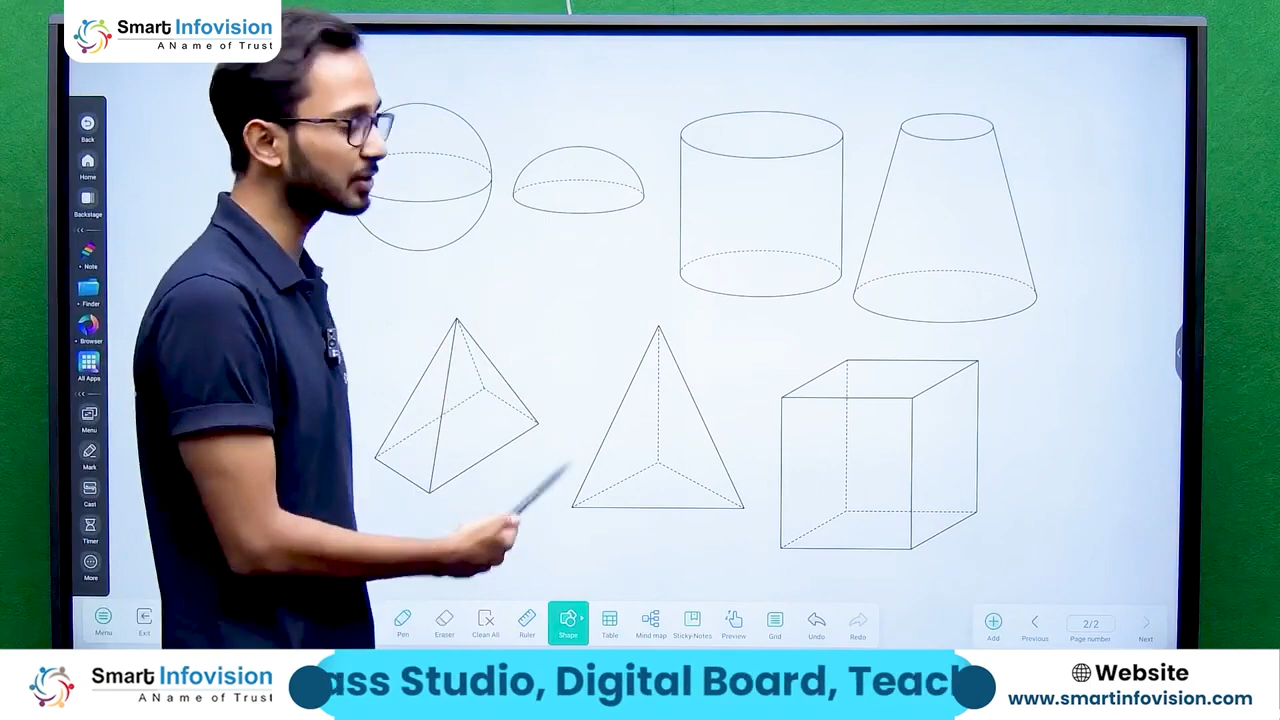 Smart Infovision
A Name of Trust
Back
Home
Backstage
Note
Finder
Browser
All Apps
Menu
Mark
Cast
Timer
More
Menu
Exit
Pen
Eraser
Clean All
Ruler
Shape
Table
Mind map
Sticky-Notes
Preview
Grid
Undo
Redo
Add
Previous
2/2
Page number
Next
Smart Infovision
A Name of Trust
ass Studio, Digital Board, Teac
Website
www.smartinfovision.com